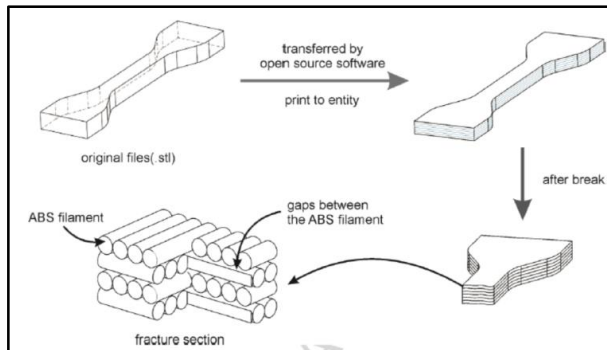 transferred by
open source software
print to entity
original files(.stl)
after break
ABS filament
gaps between
the ABS filament
fracture section